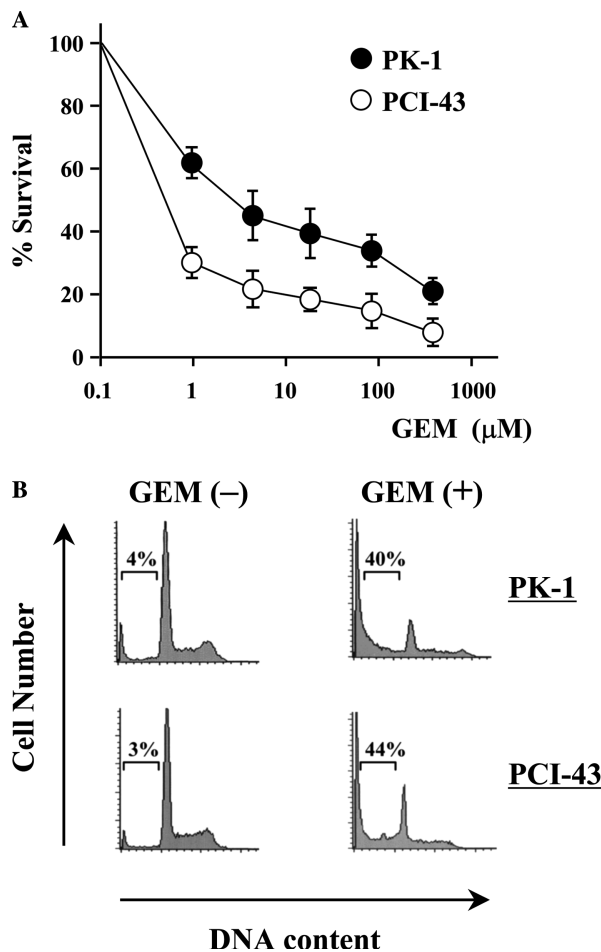 A
100
80
60
40
20
0
% Survival
PK-1
PCI-43
0.1 1 10 100 1000
GEM (μM)
B
GEM (–) GEM (+)
4% 40% PK-1
3% 44% PCI-43
Cell Number
DNA content